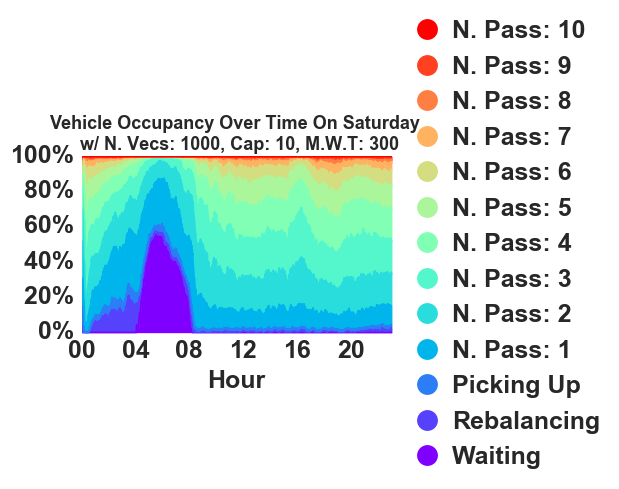 Vehicle Occupancy Over Time On Saturday
w/ N. Vecs: 1000, Cap: 10, M.W.T: 300
100%
80%
60%
40%
20%
0%
00 04 08 12 16 20
Hour
N. Pass: 10
N. Pass: 9
N. Pass: 8
N. Pass: 7
N. Pass: 6
N. Pass: 5
N. Pass: 4
N. Pass: 3
N. Pass: 2
N. Pass: 1
Picking Up
Rebalancing
Waiting